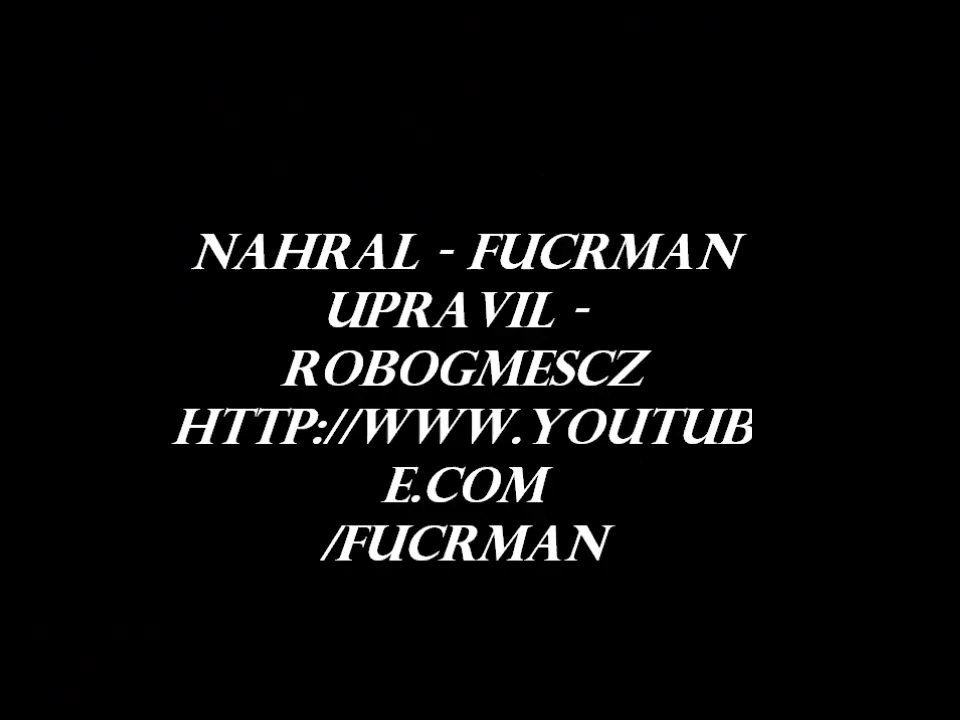 NAHRAL - FUCRMAN
UPRAVIL -
ROBOGMESCZ
HTTP://WWW.YOUTUB
E.COM
/FUCRMAN